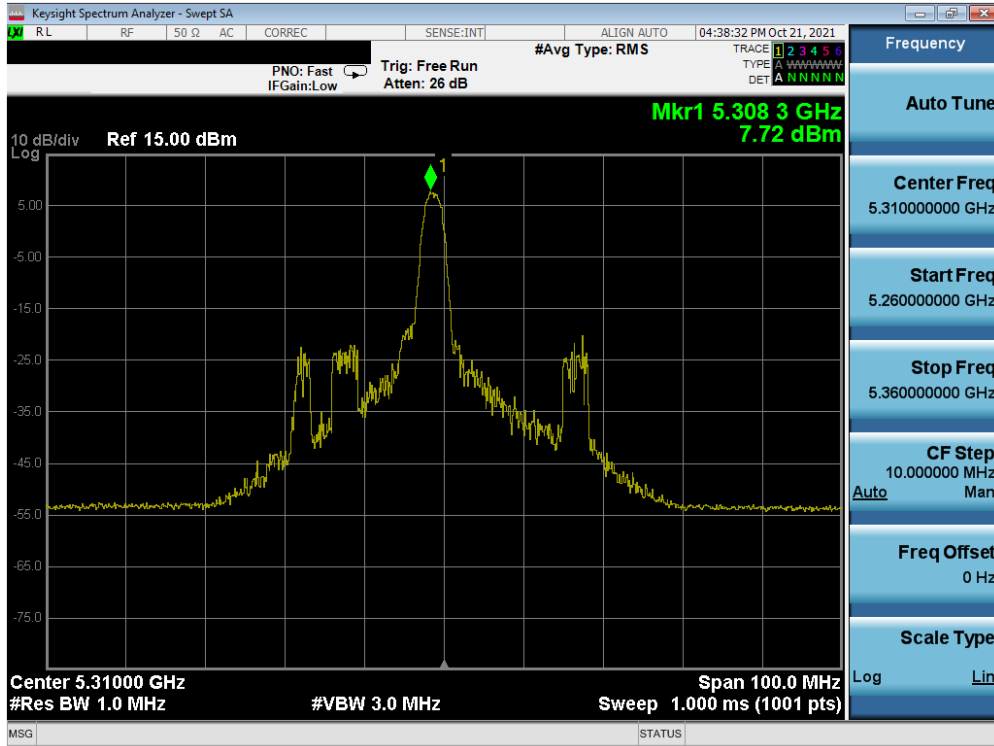 Keysight Spectrum Analyzer - Swept SA
LXI RL RF 50 Ω AC CORREC SENSE:INT ALIGN AUTO 04:38:32 PM Oct 21, 2021
#Avg Type: RMS
TRACE 1 2 3 4 5 6
TYPE A WWWWW
DET A N N N N N
PNO: Fast
IFGain:Low
Trig: Free Run
Atten: 26 dB
Mkr1 5.308 3 GHz
7.72 dBm
10 dB/div Ref 15.00 dBm
Log
1
5.00
-5.00
-15.0
-25.0
-35.0
-45.0
-55.0
-65.0
-75.0
Center 5.31000 GHz Span 100.0 MHz
#Res BW 1.0 MHz #VBW 3.0 MHz Sweep 1.000 ms (1001 pts)
MSG STATUS
Frequency
Auto Tune
Center Freq
5.310000000 GHz
Start Freq
5.260000000 GHz
Stop Freq
5.360000000 GHz
CF Step
10.000000 MHz
Auto Man
Freq Offset
0 Hz
Scale Type
Log Lin